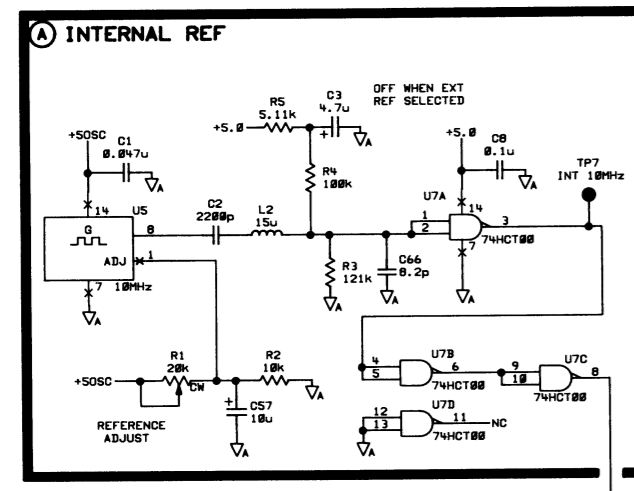 A INTERNAL REF
OFF WHEN EXT
REF SELECTED
R5
5.11k
C3
4.7u
+5.0
+
A
+5OSC
C1
0.047u
A
R4
100k
+5.0
C8
0.1u
A
TP7
INT 10MHz
14
U5
G
8
ADJ
1
7
10MHz
A
C2
2200p
L2
15u
U7A
14
1
2
3
74HCT00
7
A
R3
121k
A
C66
8.2p
A
R1
20k
+5OSC
CW
REFERENCE
ADJUST
R2
10k
A
+
C57
10u
A
U7B
4
5
6
74HCT00
U7C
9
10
8
74HCT00
U7D
12
13
11
NC
74HCT00
A